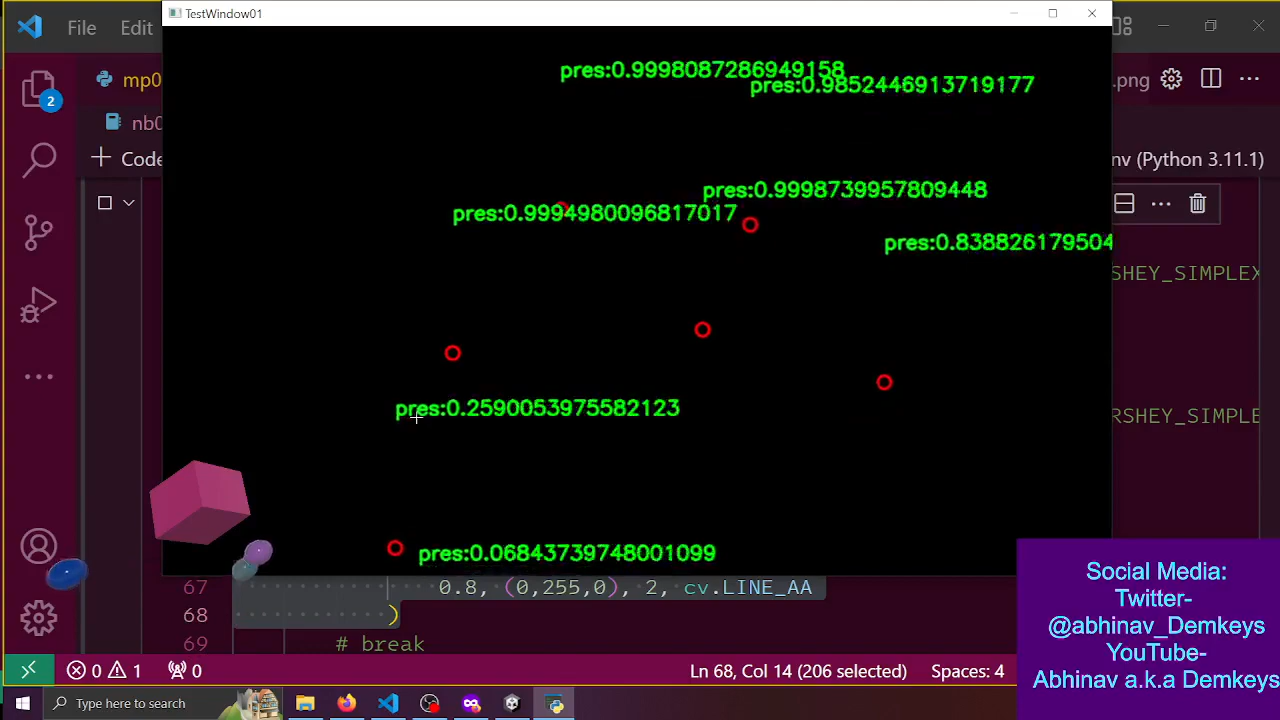 File Edit
TestWindow01
2
mp0
.png
nb0
Code
nv (Python 3.11.1)
pres:0.9998087286949158
pres:0.9852446913719177
pres:0.9998739957809448
pres:0.9994980096817017
pres:0.838826179504
SHEY_SIMPLEX
pres:0.2590053975582123
RSHEY_SIMPLE
pres:0.06843739748001099
67 0.8, (0,255,0), 2, cv.LINE_AA
68 )
69 # break
Social Media:
Twitter-
@abhinav_Demkeys
YouTube-
Abhinav a.k.a Demkeys
0 1 0
Ln 68, Col 14 (206 selected)
Spaces: 4
Type here to search